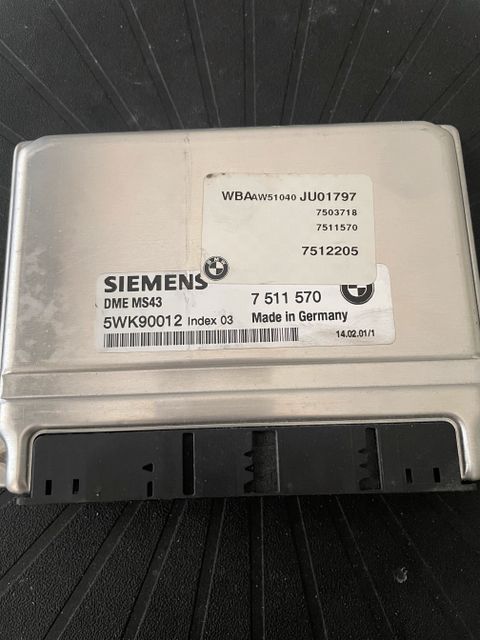 WBAAW51040 JU01797
7503718
7511570
7512205
SIEMENS
DME MS43
7 511 570
5WK90012 Index 03
Made in Germany
14.02.01/1